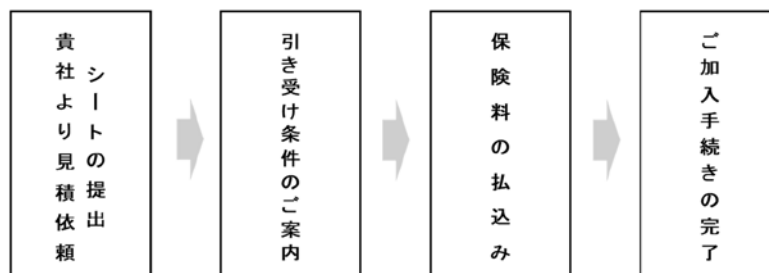 貴社より見積依頼
シートの提出
引き受け条件のご案内
保険料の払込み
ご加入手続きの完了